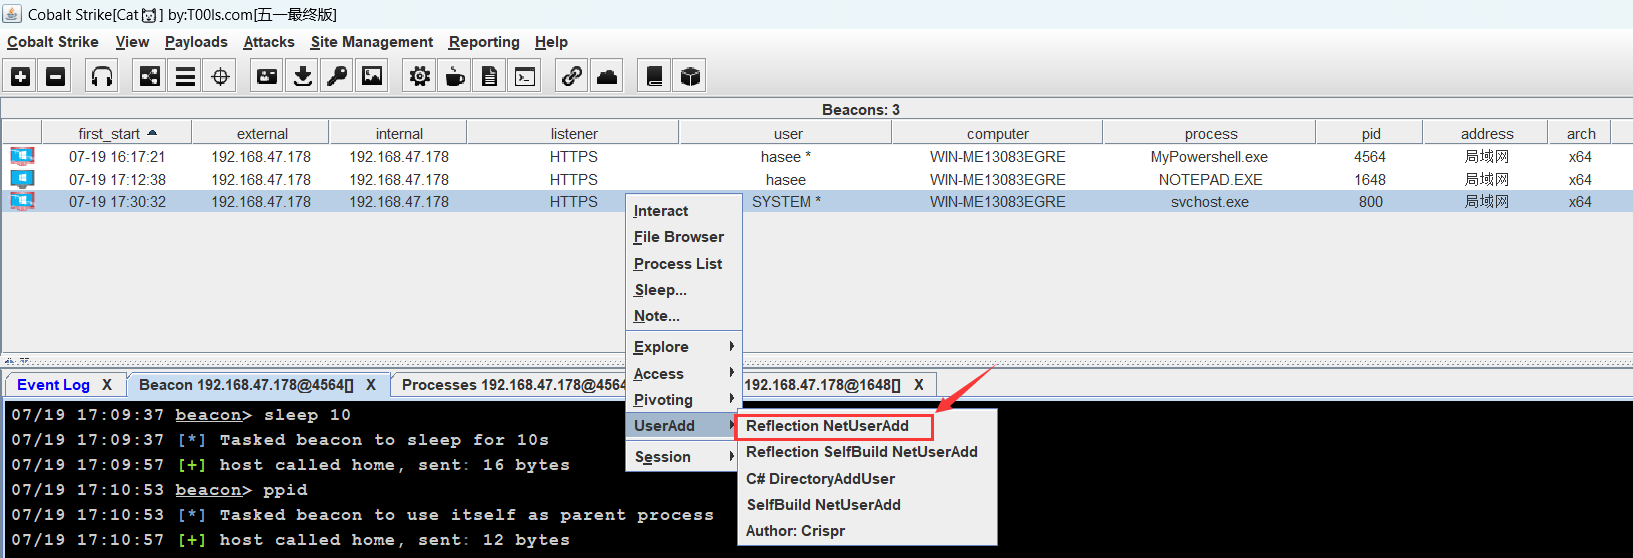 Cobalt Strike[Cat🐱] by:T00ls.com[五一最终版]
Cobalt Strike View Payloads Attacks Site Management Reporting Help
Beacons: 3
first_start external internal listener user computer process pid address arch
07-19 16:17:21 192.168.47.178 192.168.47.178 HTTPS hasee * WIN-ME13083EGRE MyPowershell.exe 4564 局域网 x64
07-19 17:12:38 192.168.47.178 192.168.47.178 HTTPS hasee WIN-ME13083EGRE NOTEPAD.EXE 1648 局域网 x64
07-19 17:30:32 192.168.47.178 192.168.47.178 HTTPS SYSTEM * WIN-ME13083EGRE svchost.exe 800 局域网 x64
Interact
File Browser
Process List
Sleep...
Note...
Explore
Access
Pivoting
UserAdd
Session
Reflection NetUserAdd
Reflection SelfBuild NetUserAdd
C# DirectoryAddUser
SelfBuild NetUserAdd
Author: Crispr
Event Log X Beacon 192.168.47.178@4564[] X Processes 192.168.47.178@4564 192.168.47.178@1648[] X
07/19 17:09:37 beacon> sleep 10
07/19 17:09:37 [*] Tasked beacon to sleep for 10s
07/19 17:09:57 [+] host called home, sent: 16 bytes
07/19 17:10:53 beacon> ppid
07/19 17:10:53 [*] Tasked beacon to use itself as parent process
07/19 17:10:57 [+] host called home, sent: 12 bytes